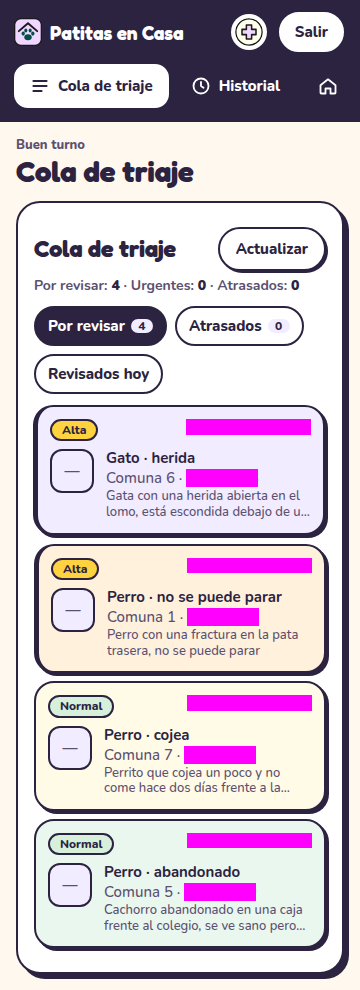 Patitas en Casa
Salir
Cola de triaje
Historial
Buen turno
Cola de triaje
Cola de triaje
Actualizar
Por revisar: 4 · Urgentes: 0 · Atrasados: 0
Por revisar 4
Atrasados 0
Revisados hoy
Alta
—
Gato · herida
Comuna 6 ·
Gata con una herida abierta en el
lomo, está escondida debajo de u...
Alta
—
Perro · no se puede parar
Comuna 1 ·
Perro con una fractura en la pata
trasera, no se puede parar
Normal
—
Perro · cojea
Comuna 7 ·
Perrito que cojea un poco y no
come hace dos días frente a la...
Normal
—
Perro · abandonado
Comuna 5 ·
Cachorro abandonado en una caja
frente al colegio, se ve sano pero...